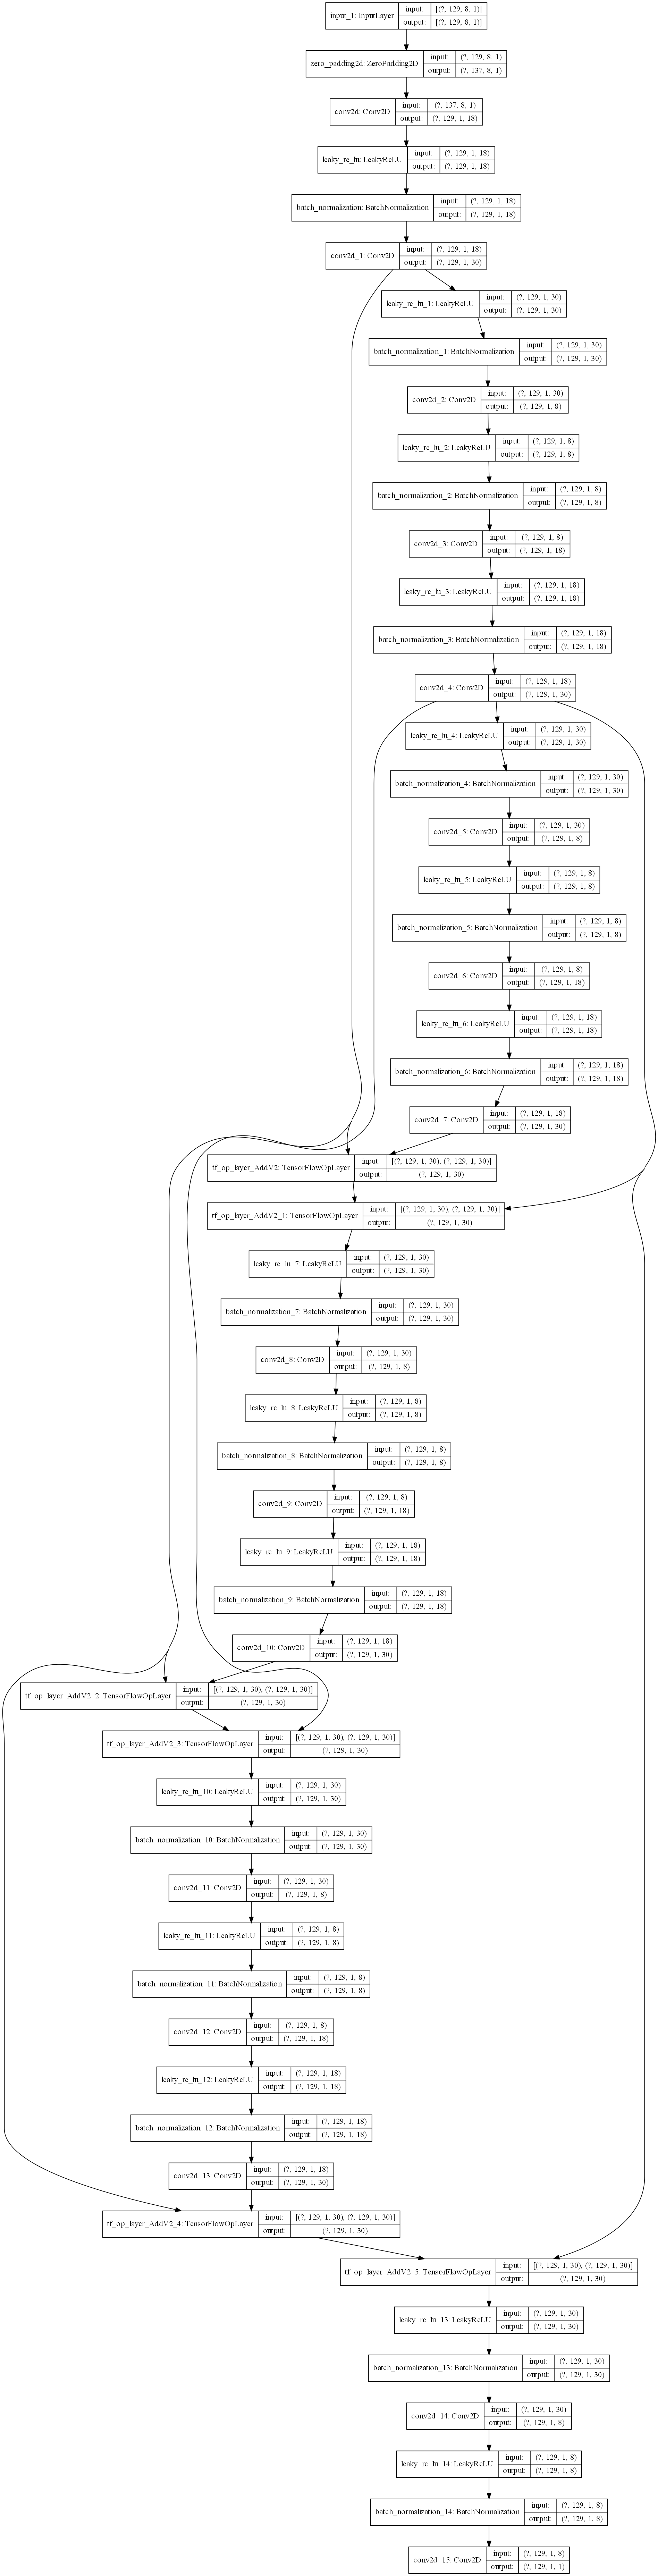 input_1: InputLayer input: [(?, 129, 8, 1)]
output: [(?, 129, 8, 1)]
zero_padding2d: ZeroPadding2D input: (?, 129, 8, 1)
output: (?, 137, 8, 1)
conv2d: Conv2D input: (?, 137, 8, 1)
output: (?, 129, 1, 18)
leaky_re_lu: LeakyReLU input: (?, 129, 1, 18)
output: (?, 129, 1, 18)
batch_normalization: BatchNormalization input: (?, 129, 1, 18)
output: (?, 129, 1, 18)
conv2d_1: Conv2D input: (?, 129, 1, 18)
output: (?, 129, 1, 30)
leaky_re_lu_1: LeakyReLU input: (?, 129, 1, 30)
output: (?, 129, 1, 30)
batch_normalization_1: BatchNormalization input: (?, 129, 1, 30)
output: (?, 129, 1, 30)
conv2d_2: Conv2D input: (?, 129, 1, 30)
output: (?, 129, 1, 8)
leaky_re_lu_2: LeakyReLU input: (?, 129, 1, 8)
output: (?, 129, 1, 8)
batch_normalization_2: BatchNormalization input: (?, 129, 1, 8)
output: (?, 129, 1, 8)
conv2d_3: Conv2D input: (?, 129, 1, 8)
output: (?, 129, 1, 18)
leaky_re_lu_3: LeakyReLU input: (?, 129, 1, 18)
output: (?, 129, 1, 18)
batch_normalization_3: BatchNormalization input: (?, 129, 1, 18)
output: (?, 129, 1, 18)
conv2d_4: Conv2D input: (?, 129, 1, 18)
output: (?, 129, 1, 30)
leaky_re_lu_4: LeakyReLU input: (?, 129, 1, 30)
output: (?, 129, 1, 30)
batch_normalization_4: BatchNormalization input: (?, 129, 1, 30)
output: (?, 129, 1, 30)
conv2d_5: Conv2D input: (?, 129, 1, 30)
output: (?, 129, 1, 8)
leaky_re_lu_5: LeakyReLU input: (?, 129, 1, 8)
output: (?, 129, 1, 8)
batch_normalization_5: BatchNormalization input: (?, 129, 1, 8)
output: (?, 129, 1, 8)
conv2d_6: Conv2D input: (?, 129, 1, 8)
output: (?, 129, 1, 18)
leaky_re_lu_6: LeakyReLU input: (?, 129, 1, 18)
output: (?, 129, 1, 18)
batch_normalization_6: BatchNormalization input: (?, 129, 1, 18)
output: (?, 129, 1, 18)
conv2d_7: Conv2D input: (?, 129, 1, 18)
output: (?, 129, 1, 30)
tf_op_layer_AddV2: TensorFlowOpLayer input: [(?, 129, 1, 30), (?, 129, 1, 30)]
output: (?, 129, 1, 30)
tf_op_layer_AddV2_1: TensorFlowOpLayer input: [(?, 129, 1, 30), (?, 129, 1, 30)]
output: (?, 129, 1, 30)
leaky_re_lu_7: LeakyReLU input: (?, 129, 1, 30)
output: (?, 129, 1, 30)
batch_normalization_7: BatchNormalization input: (?, 129, 1, 30)
output: (?, 129, 1, 30)
conv2d_8: Conv2D input: (?, 129, 1, 30)
output: (?, 129, 1, 8)
leaky_re_lu_8: LeakyReLU input: (?, 129, 1, 8)
output: (?, 129, 1, 8)
batch_normalization_8: BatchNormalization input: (?, 129, 1, 8)
output: (?, 129, 1, 8)
conv2d_9: Conv2D input: (?, 129, 1, 8)
output: (?, 129, 1, 18)
leaky_re_lu_9: LeakyReLU input: (?, 129, 1, 18)
output: (?, 129, 1, 18)
batch_normalization_9: BatchNormalization input: (?, 129, 1, 18)
output: (?, 129, 1, 18)
conv2d_10: Conv2D input: (?, 129, 1, 18)
output: (?, 129, 1, 30)
tf_op_layer_AddV2_2: TensorFlowOpLayer input: [(?, 129, 1, 30), (?, 129, 1, 30)]
output: (?, 129, 1, 30)
tf_op_layer_AddV2_3: TensorFlowOpLayer input: [(?, 129, 1, 30), (?, 129, 1, 30)]
output: (?, 129, 1, 30)
leaky_re_lu_10: LeakyReLU input: (?, 129, 1, 30)
output: (?, 129, 1, 30)
batch_normalization_10: BatchNormalization input: (?, 129, 1, 30)
output: (?, 129, 1, 30)
conv2d_11: Conv2D input: (?, 129, 1, 30)
output: (?, 129, 1, 8)
leaky_re_lu_11: LeakyReLU input: (?, 129, 1, 8)
output: (?, 129, 1, 8)
batch_normalization_11: BatchNormalization input: (?, 129, 1, 8)
output: (?, 129, 1, 8)
conv2d_12: Conv2D input: (?, 129, 1, 8)
output: (?, 129, 1, 18)
leaky_re_lu_12: LeakyReLU input: (?, 129, 1, 18)
output: (?, 129, 1, 18)
batch_normalization_12: BatchNormalization input: (?, 129, 1, 18)
output: (?, 129, 1, 18)
conv2d_13: Conv2D input: (?, 129, 1, 18)
output: (?, 129, 1, 30)
tf_op_layer_AddV2_4: TensorFlowOpLayer input: [(?, 129, 1, 30), (?, 129, 1, 30)]
output: (?, 129, 1, 30)
tf_op_layer_AddV2_5: TensorFlowOpLayer input: [(?, 129, 1, 30), (?, 129, 1, 30)]
output: (?, 129, 1, 30)
leaky_re_lu_13: LeakyReLU input: (?, 129, 1, 30)
output: (?, 129, 1, 30)
batch_normalization_13: BatchNormalization input: (?, 129, 1, 30)
output: (?, 129, 1, 30)
conv2d_14: Conv2D input: (?, 129, 1, 30)
output: (?, 129, 1, 8)
leaky_re_lu_14: LeakyReLU input: (?, 129, 1, 8)
output: (?, 129, 1, 8)
batch_normalization_14: BatchNormalization input: (?, 129, 1, 8)
output: (?, 129, 1, 8)
conv2d_15: Conv2D input: (?, 129, 1, 8)
output: (?, 129, 1, 1)